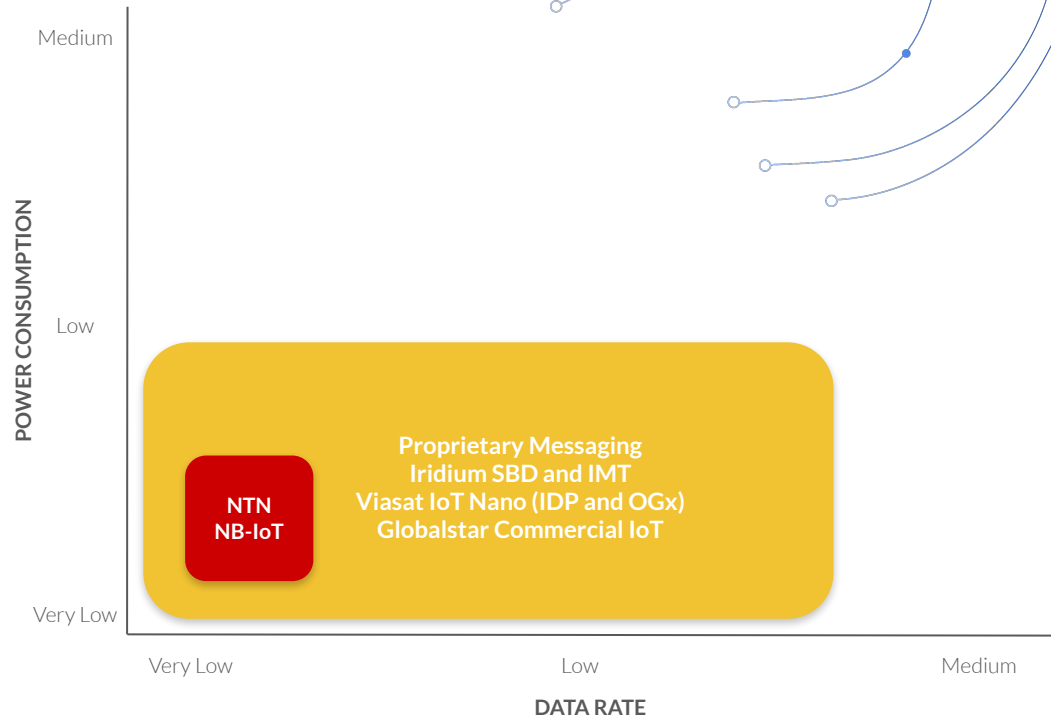 Medium
POWER CONSUMPTION
Low
Proprietary Messaging
Iridium SBD and IMT
Viasat IoT Nano (IDP and OGx)
Globalstar Commercial IoT
NTN
NB-IoT
Very Low
Very Low
Low
Medium
DATA RATE